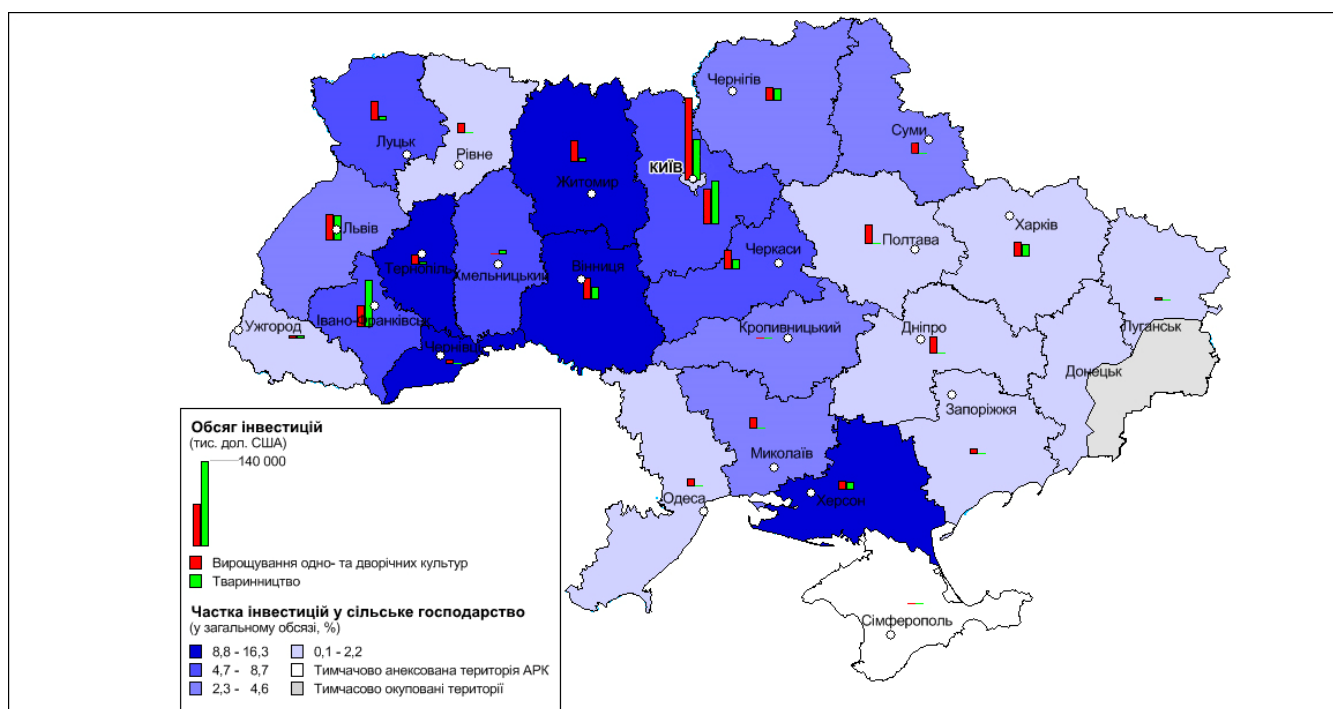 Чернігів
Суми
Луцьк
Рівне
КИЇВ
Житомир
Львів
Харків
Полтава
Черкаси
Тернопіль
Хмельницький
Вінниця
Івано-Франківськ
Ужгород
Чернівці
Кропивницький
Дніпро
Луганськ
Донецьк
Запоріжжя
Миколаїв
Одеса
Харсон
Сімферополь
Обсяг інвестицій
(тис. дол. США)
140 000
Вирощування одно- та дворічних культур
Тваринництво
Частка інвестицій у сільське господарство
(у загальному обсязі, %)
8,8 - 16,3
4,7 - 8,7
2,3 - 4,6
0,1 - 2,2
Тимчачово анексована територія АРК
Тимчасово окуповані території